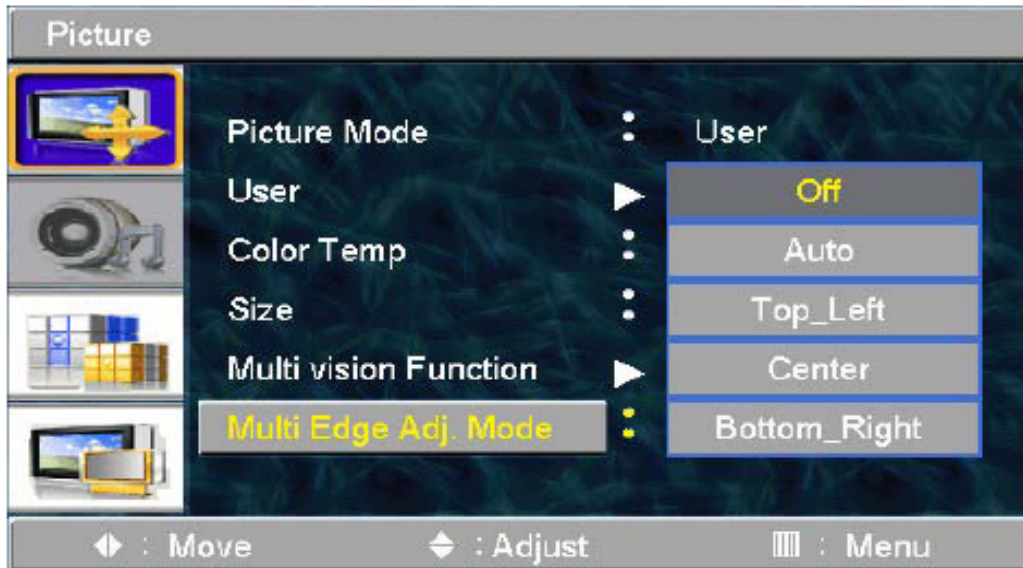 Picture
Picture Mode : User
User ▶ Off
Color Temp : Auto
Size : Top_Left
Multi vision Function ▶ Center
Multi Edge Adj. Mode : Bottom_Right
: Move : Adjust : Menu